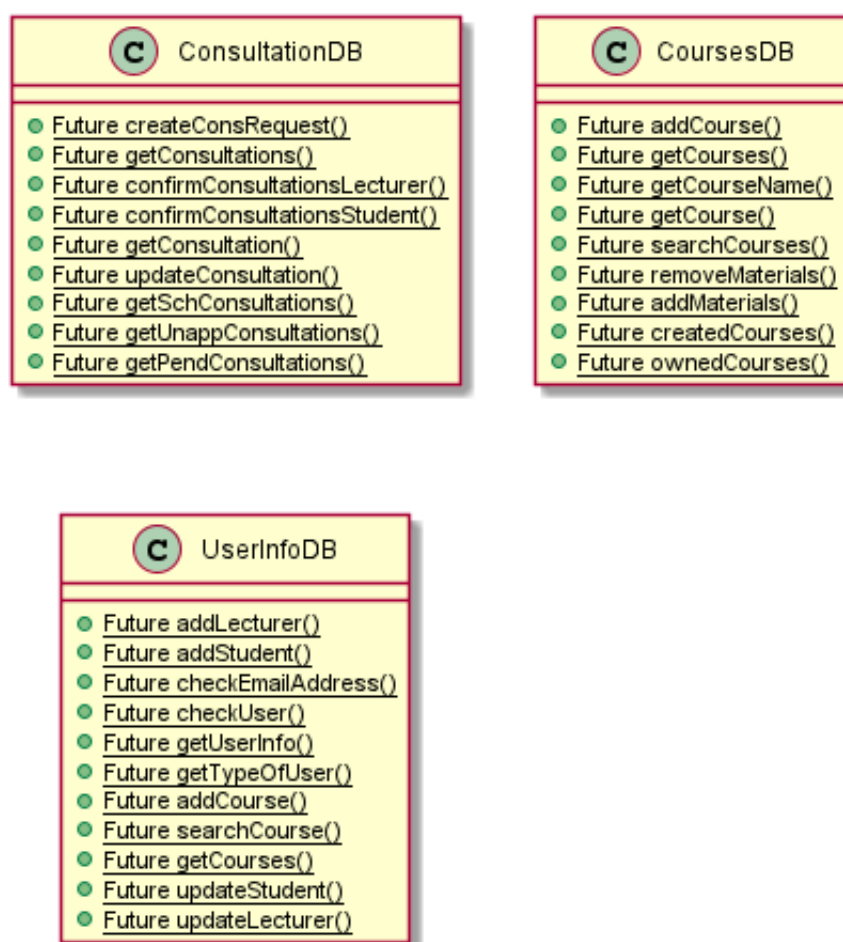 C ConsultationDB
Future createConsRequest()
Future getConsultations()
Future confirmConsultationsLecturer()
Future confirmConsultationsStudent()
Future getConsultation()
Future updateConsultation()
Future getSchConsultations()
Future getUnappConsultations()
Future getPendConsultations()
C CoursesDB
Future addCourse()
Future getCourses()
Future getCourseName()
Future getCourse()
Future searchCourses()
Future removeMaterials()
Future addMaterials()
Future createdCourses()
Future ownedCourses()
C UserInfoDB
Future addLecturer()
Future addStudent()
Future checkEmailAddress()
Future checkUser()
Future getUserInfo()
Future getTypeOfUser()
Future addCourse()
Future searchCourse()
Future getCourses()
Future updateStudent()
Future updateLecturer()